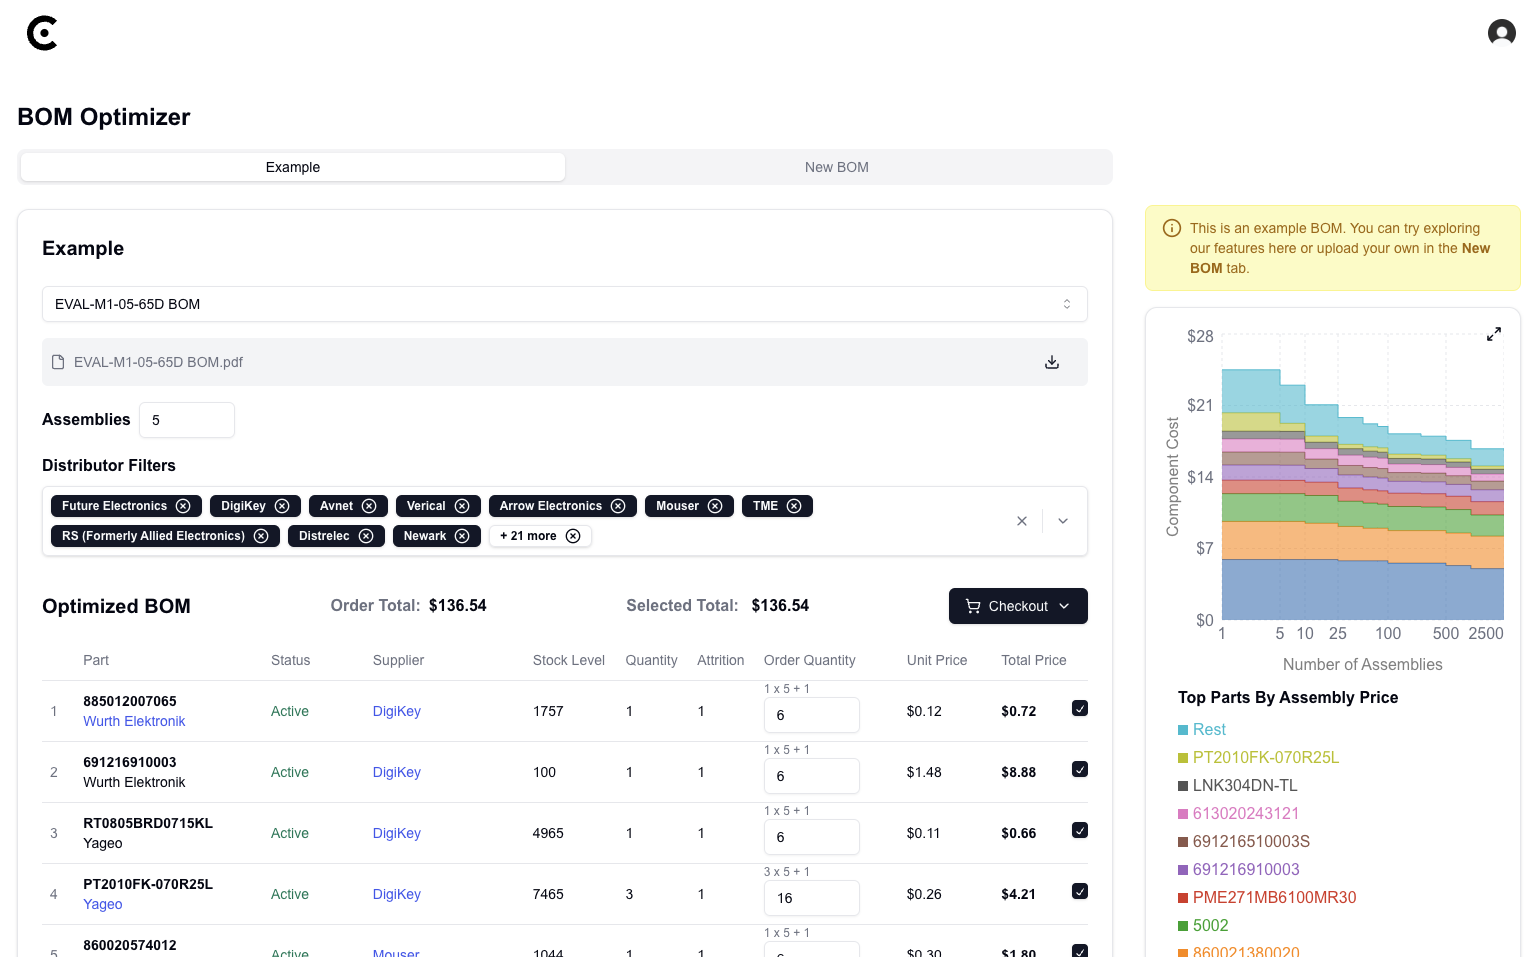 BOM Optimizer
Example
New BOM
Example
EVAL-M1-05-65D BOM
EVAL-M1-05-65D BOM.pdf
Assemblies 5
Distributor Filters
Future Electronics DigiKey Avnet Verical Arrow Electronics Mouser TME
RS (Formerly Allied Electronics) Distrelec Newark + 21 more
Optimized BOM Order Total: $136.54 Selected Total: $136.54 Checkout
Part Status Supplier Stock Level Quantity Attrition Order Quantity Unit Price Total Price
1 x 5 + 1
1 885012007065 Active DigiKey 1757 1 1 6 $0.12 $0.72
Wurth Elektronik
1 x 5 + 1
2 691216910003 Active DigiKey 100 1 1 6 $1.48 $8.88
Wurth Elektronik
1 x 5 + 1
3 RT0805BRD0715KL Active DigiKey 4965 1 1 6 $0.11 $0.66
Yageo
3 x 5 + 1
4 PT2010FK-070R25L Active DigiKey 7465 3 1 16 $0.26 $4.21
Yageo
1 x 5 + 1
5 860020574012 Active Mouser 1044 1 1 6 $0.30 $1.80
This is an example BOM. You can try exploring
our features here or upload your own in the New
BOM tab.
$28
$21
$14
$7
$0
Component Cost
1 5 10 25 100 500 2500
Number of Assemblies
Top Parts By Assembly Price
Rest
PT2010FK-070R25L
LNK304DN-TL
613020243121
691216510003S
691216910003
PME271MB6100MR30
5002
860021380020